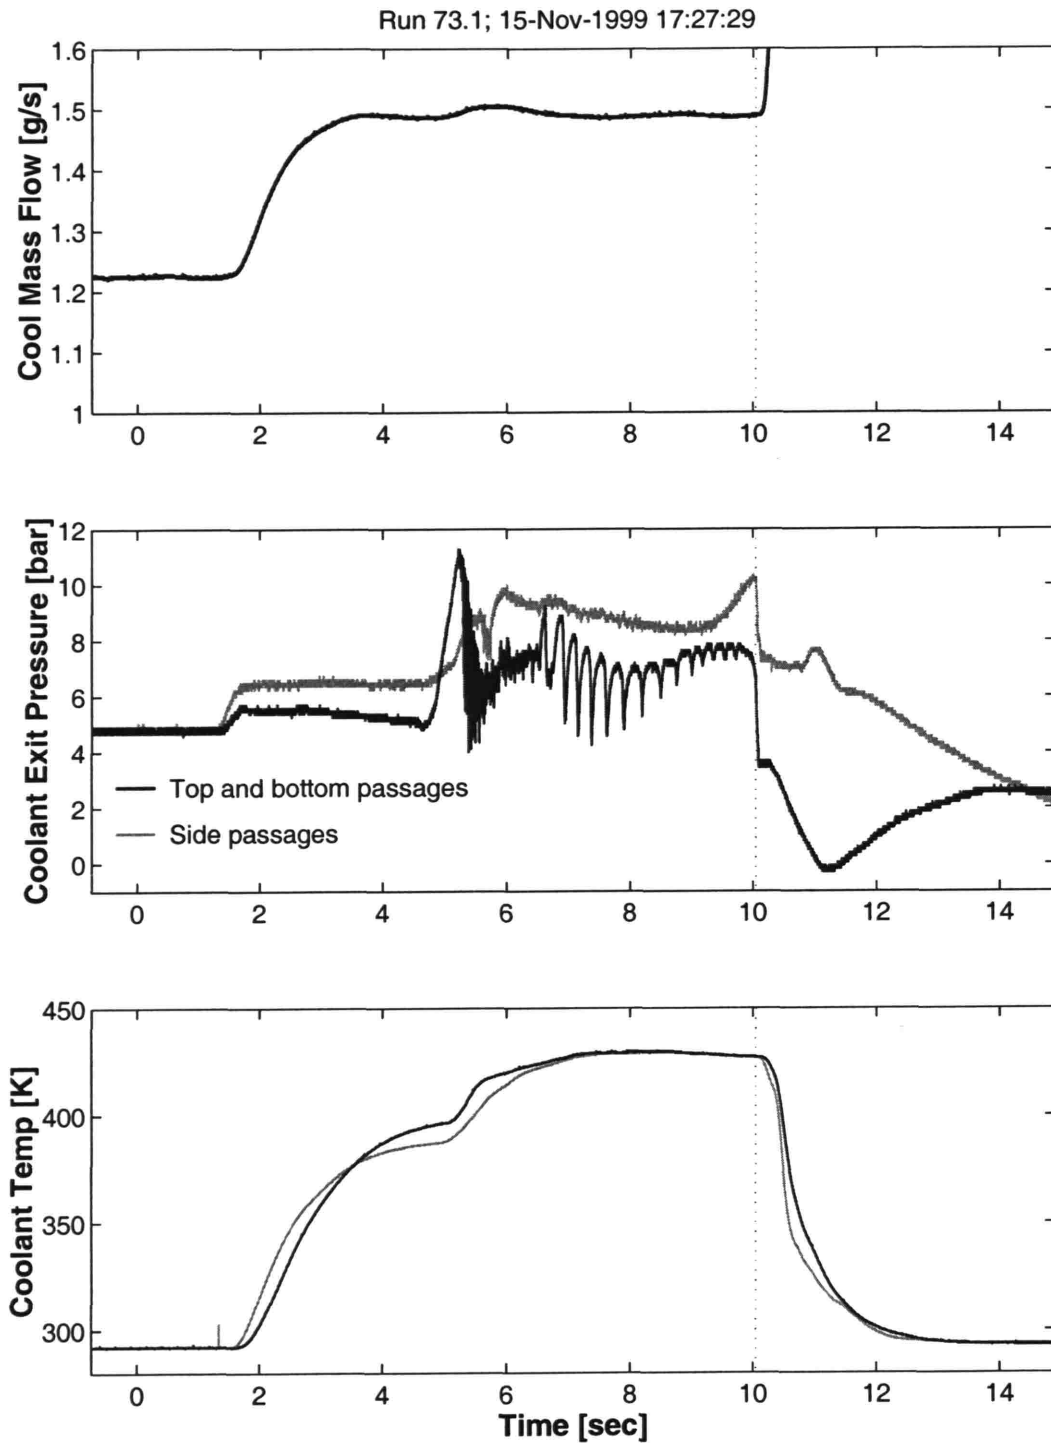 Run 73.1; 15-Nov-1999 17:27:29
Cool Mass Flow [g/s]
1.6
1.5
1.4
1.3
1.2
1.1
1
0 2 4 6 8 10 12 14
Coolant Exit Pressure [bar]
12
10
8
6
4
2
0
Top and bottom passages
Side passages
0 2 4 6 8 10 12 14
Coolant Temp [K]
450
400
350
300
0 2 4 6 8 10 12 14
Time [sec]